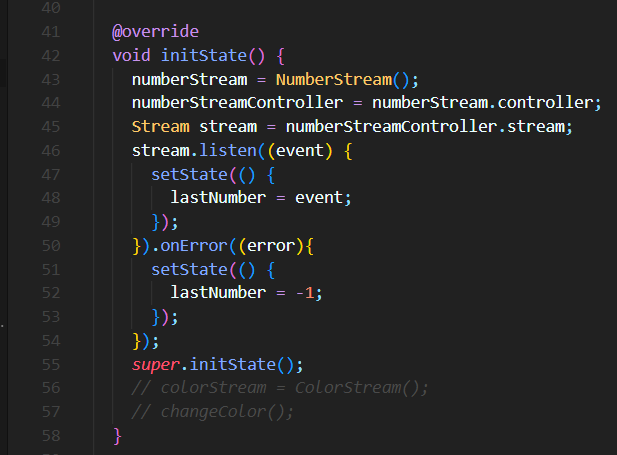 40
41 @override
42 void initState() {
43 numberStream = NumberStream();
44 numberStreamController = numberStream.controller;
45 Stream stream = numberStreamController.stream;
46 stream.listen((event) {
47 setState(() {
48 lastNumber = event;
49 });
50 }).onError((error){
51 setState(() {
52 lastNumber = -1;
53 });
54 });
55 super.initState();
56 // colorStream = ColorStream();
57 // changeColor();
58 }